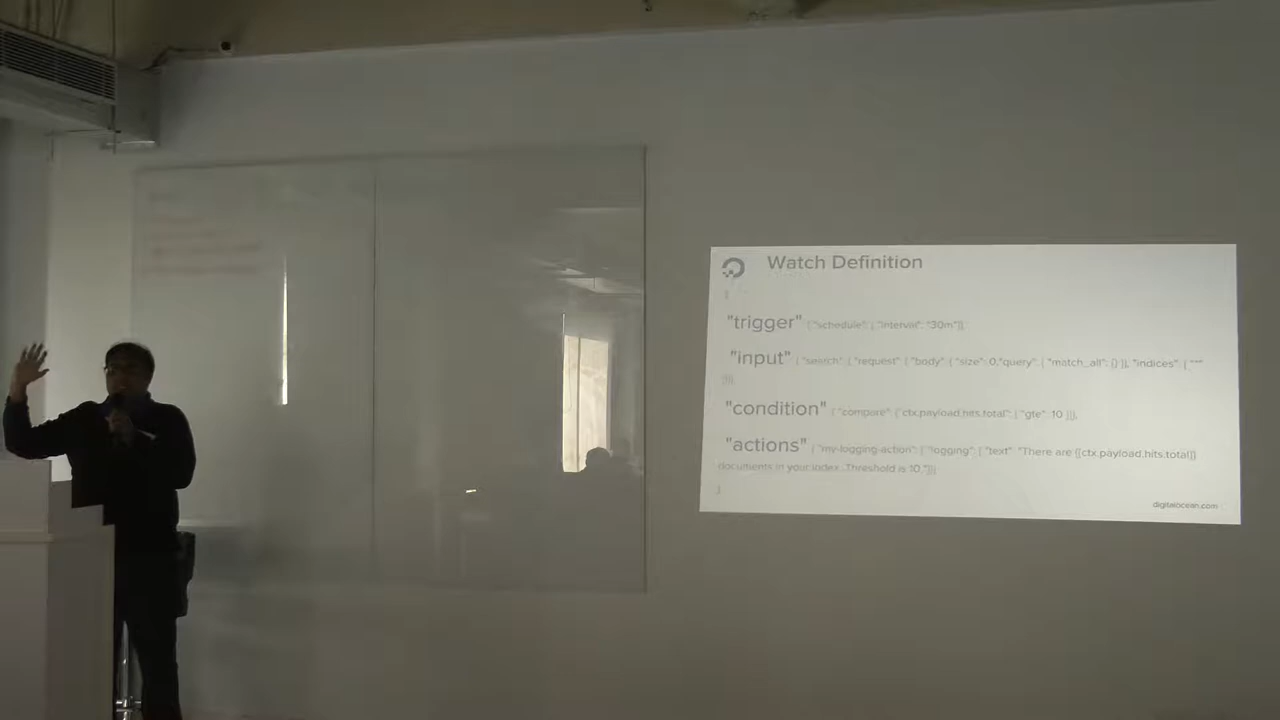 Watch Definition
{
"trigger" { "schedule": { "interval": "30m"}},
"input" { "search": { "request": { "body": { "size": 0,"query": { "match_all": {} }}, "indices": [ "*"
]}}},
"condition" { "compare": {"ctx.payload.hits.total": { "gte": 10 }}},
"actions" { "my-logging-action": { "logging": { "text": "There are {{ctx.payload.hits.total}}
documents in your index. Threshold is 10."}}}
}
digitalocean.com